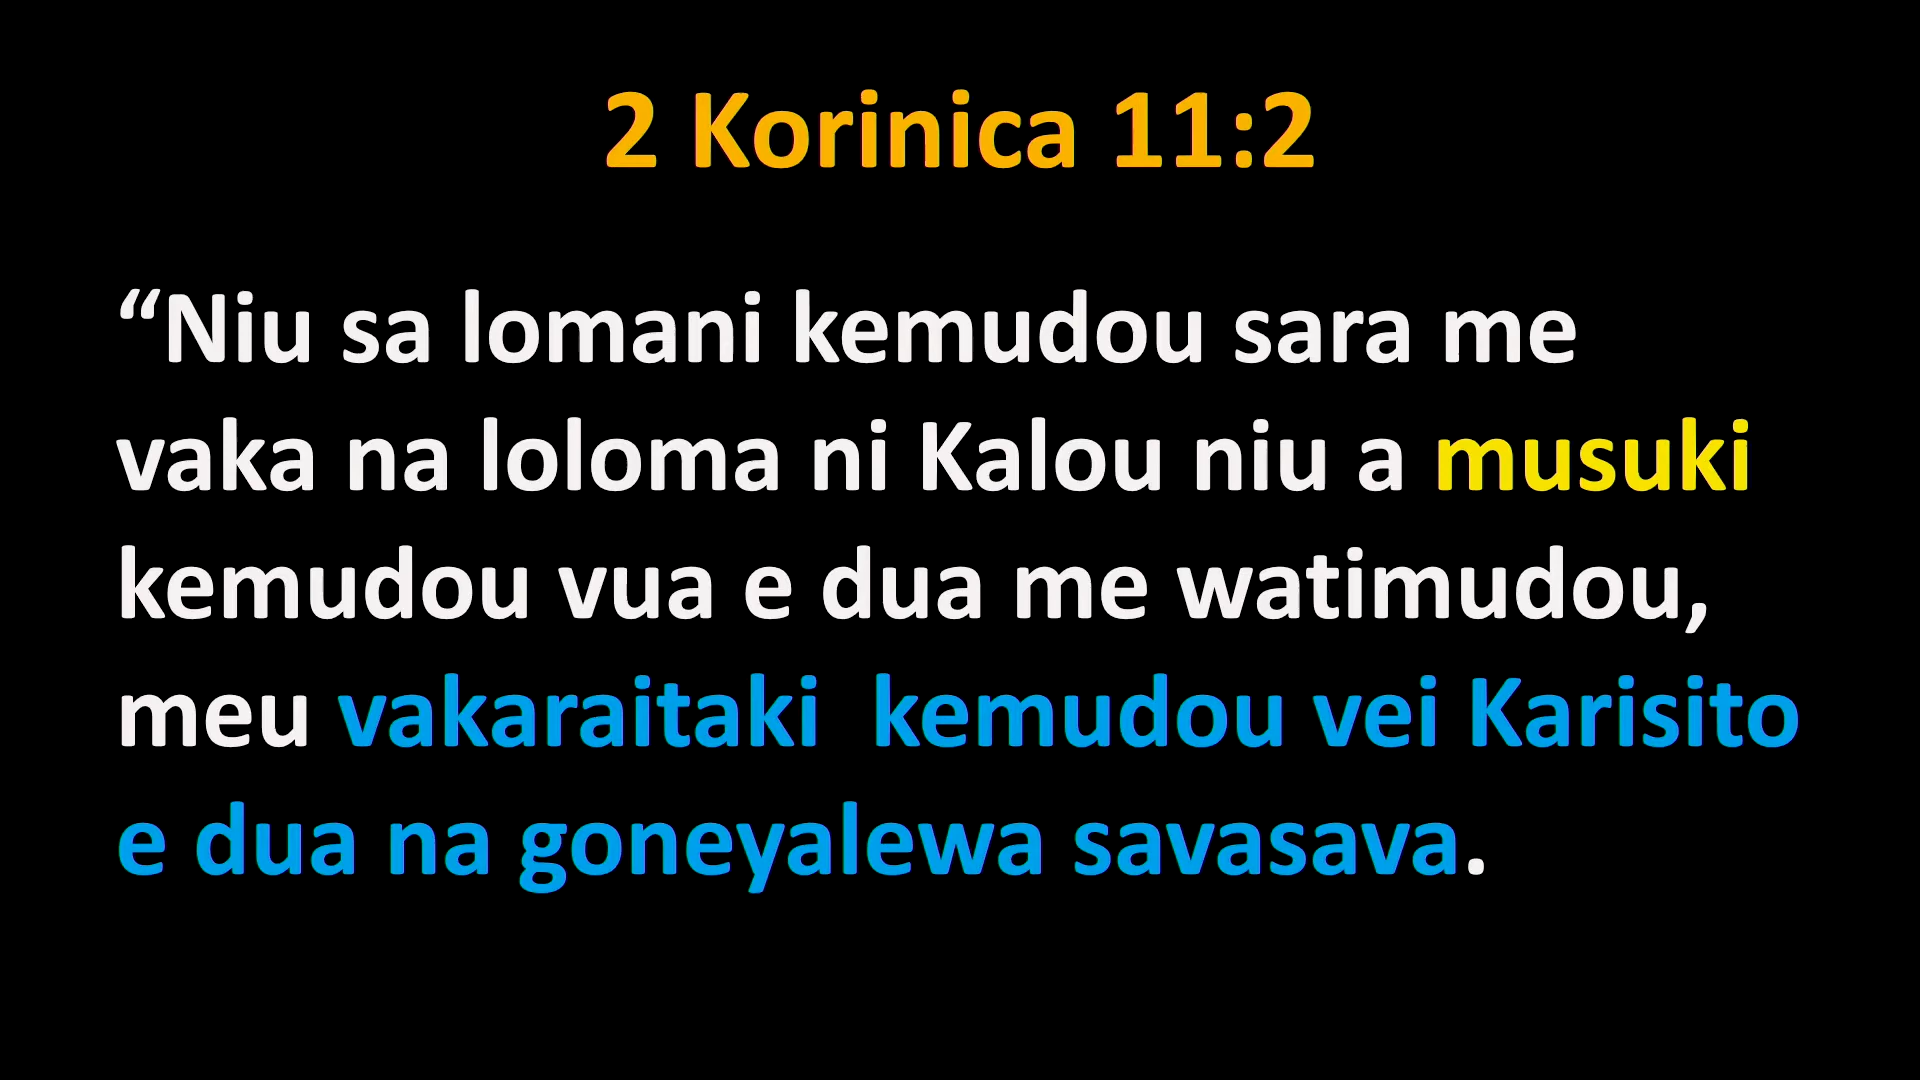 2 Korinica 11:2
“Niu sa lomani kemudou sara me
vaka na loloma ni Kalou niu a musuki
kemudou vua e dua me watimudou,
meu vakaraitaki  kemudou vei Karisito
e dua na goneyalewa savasava.